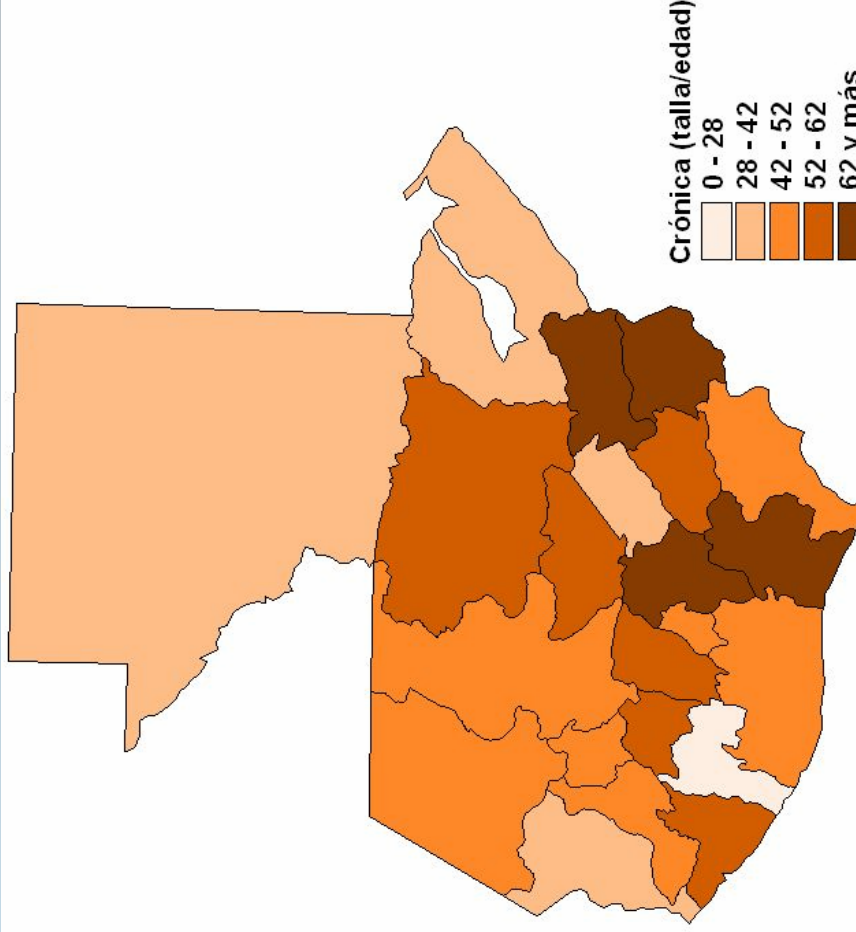 Crónica (talla/edad)
0 - 28
28 - 42
42 - 52
52 - 62
62 y más